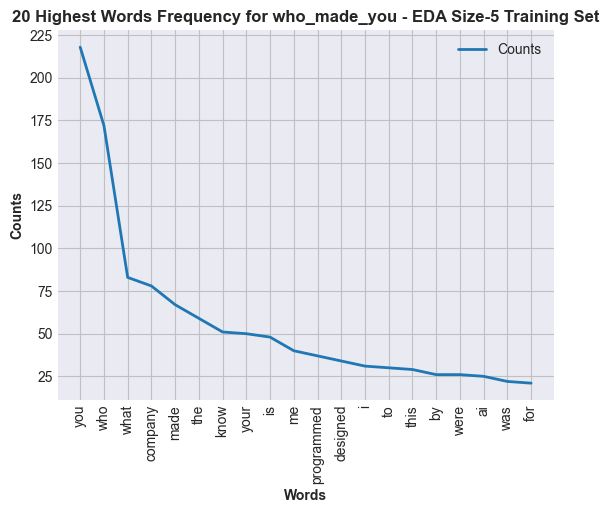 20 Highest Words Frequency for who_made_you - EDA Size-5 Training Set
Counts
225
200
175
150
125
100
75
50
25
Counts
you
who
what
company
made
the
know
your
is
me
programmed
designed
i
to
this
by
were
ai
was
for
Words